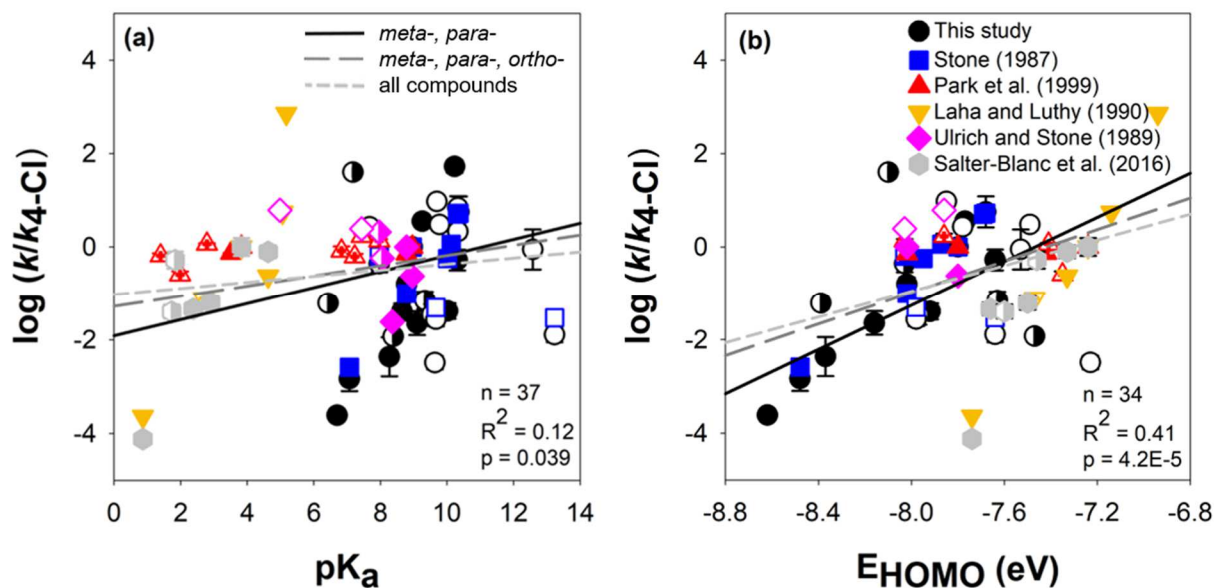 (a)
meta-, para-
meta-, para-, ortho-
all compounds
4
2
0
-2
-4
log (k/k4-Cl)
n = 37
R2 = 0.12
p = 0.039
0 2 4 6 8 10 12 14
pKa
(b)
This study
Stone (1987)
Park et al. (1999)
Laha and Luthy (1990)
Ulrich and Stone (1989)
Salter-Blanc et al. (2016)
4
2
0
-2
-4
log (k/k4-Cl)
n = 34
R2 = 0.41
p = 4.2E-5
-8.8 -8.4 -8.0 -7.6 -7.2 -6.8
EHOMO (eV)